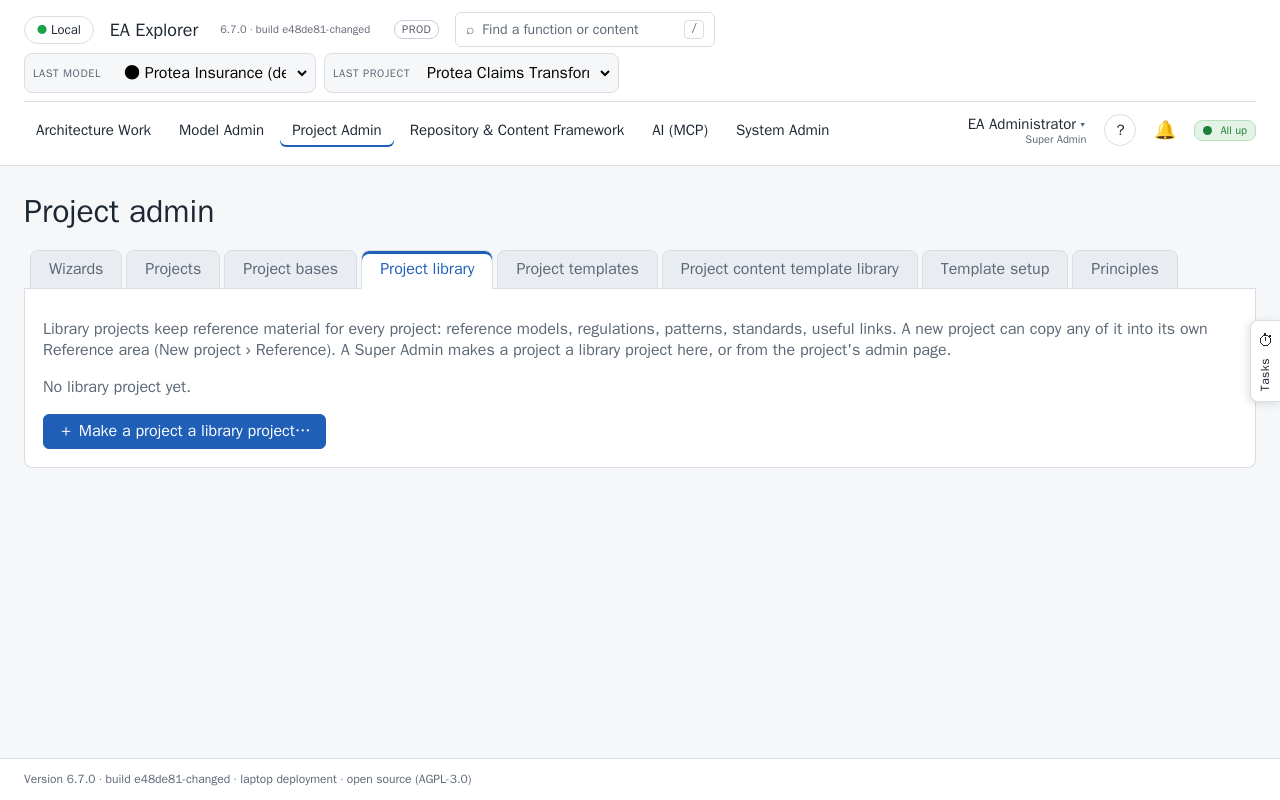 Local
EA Explorer
6.7.0 · build e48de81-changed
PROD
Find a function or content
/
LAST MODEL
Protea Insurance (de
LAST PROJECT
Protea Claims Transfor
Architecture Work
Model Admin
Project Admin
Repository & Content Framework
AI (MCP)
System Admin
EA Administrator
Super Admin
?
All up
Project admin
Wizards
Projects
Project bases
Project library
Project templates
Project content template library
Template setup
Principles
Library projects keep reference material for every project: reference models, regulations, patterns, standards, useful links. A new project can copy any of it into its own
Reference area (New project › Reference). A Super Admin makes a project a library project here, or from the project's admin page.
No library project yet.
+ Make a project a library project…
Tasks
Version 6.7.0 · build e48de81-changed · laptop deployment · open source (AGPL-3.0)